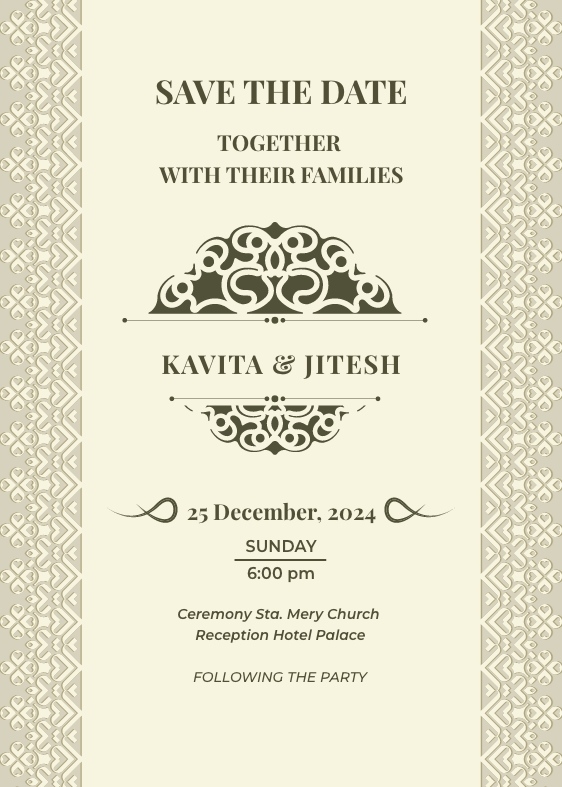 SAVE THE DATE
TOGETHER
WITH THEIR FAMILIES
KAVITA & JITESH
25 December, 2024
SUNDAY
6:00 pm
Ceremony Sta. Mery Church
Reception Hotel Palace
FOLLOWING THE PARTY